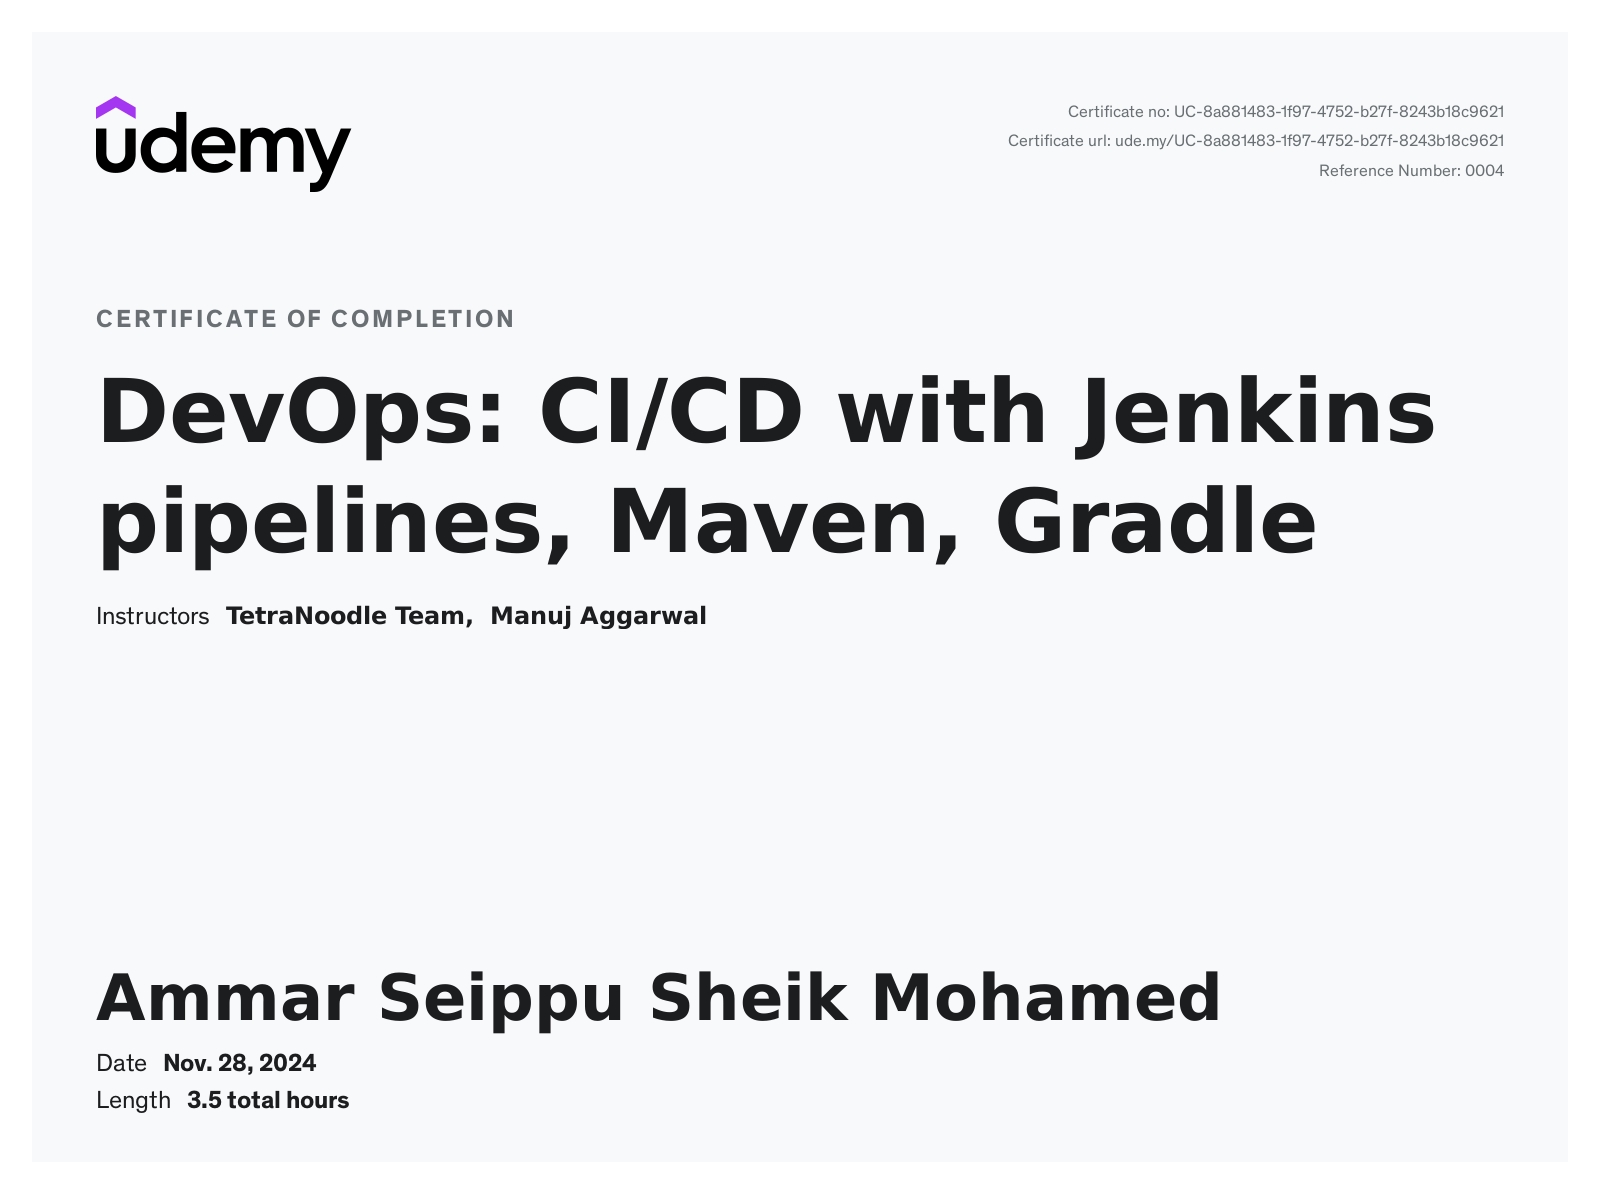 udemy
Certificate no: UC-8a881483-1f97-4752-b27f-8243b18c9621
Certificate url: ude.my/UC-8a881483-1f97-4752-b27f-8243b18c9621
Reference Number: 0004
CERTIFICATE OF COMPLETION
DevOps: CI/CD with Jenkins
pipelines, Maven, Gradle
Instructors TetraNoodle Team, Manuj Aggarwal
Ammar Seippu Sheik Mohamed
Date Nov. 28, 2024
Length 3.5 total hours